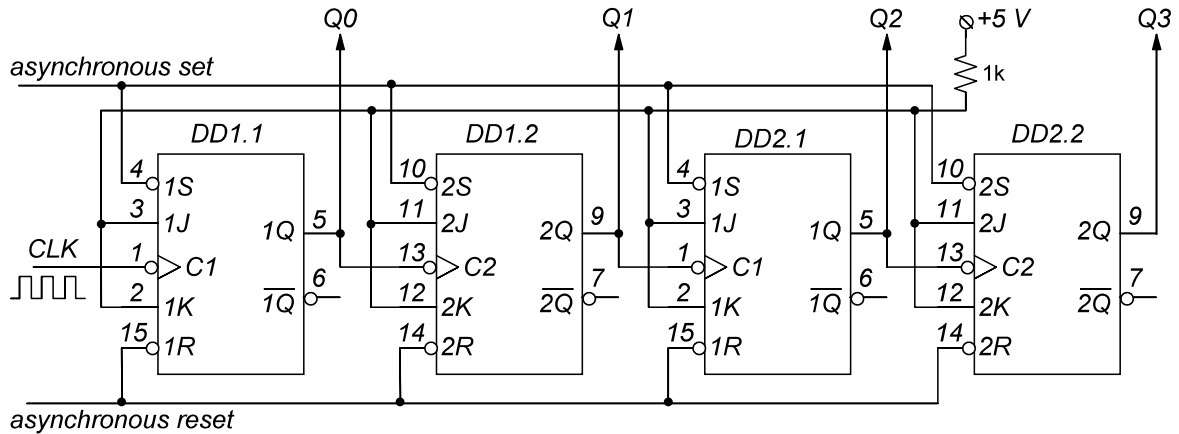 Q0 Q1 Q2 +5 V Q3
asynchronous set
1k
DD1.1 DD1.2 DD2.1 DD2.2
4 1S 10 2S 4 1S 10 2S
3 1J 11 2J 3 1J 11 2J
1Q 5 2Q 9 1Q 5 2Q 9
CLK 1 C1 13 C2 1 C1 13 C2
6 7 6 7
2 1K 1Q 12 2K 2Q 2 1K 1Q 12 2K 2Q
15 1R 14 2R 15 1R 14 2R
asynchronous reset